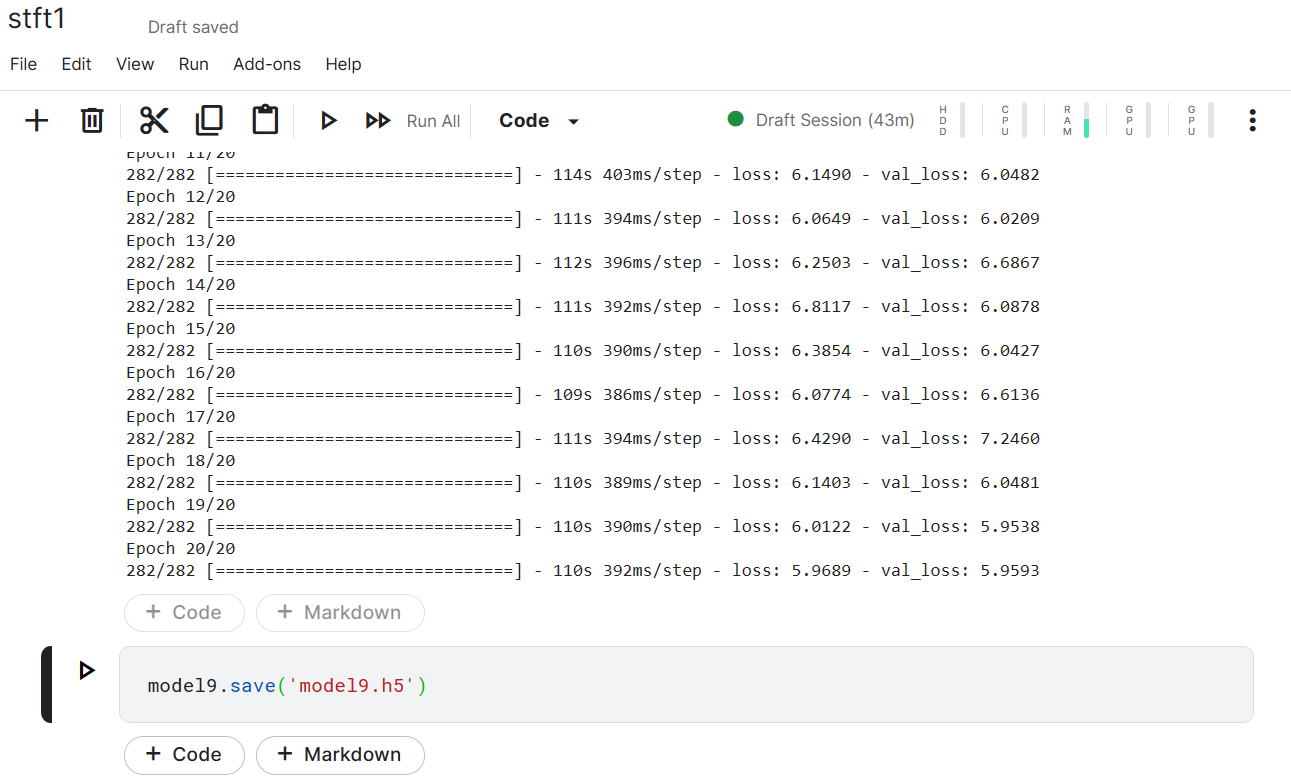 stft1
Draft saved
File Edit View Run Add-ons Help
Run All Code Draft Session (43m) HDD CPU RAM GPU GPU
Epoch 11/20
282/282 [==============================] - 114s 403ms/step - loss: 6.1490 - val_loss: 6.0482
Epoch 12/20
282/282 [==============================] - 111s 394ms/step - loss: 6.0649 - val_loss: 6.0209
Epoch 13/20
282/282 [==============================] - 112s 396ms/step - loss: 6.2503 - val_loss: 6.6867
Epoch 14/20
282/282 [==============================] - 111s 392ms/step - loss: 6.8117 - val_loss: 6.0878
Epoch 15/20
282/282 [==============================] - 110s 390ms/step - loss: 6.3854 - val_loss: 6.0427
Epoch 16/20
282/282 [==============================] - 109s 386ms/step - loss: 6.0774 - val_loss: 6.6136
Epoch 17/20
282/282 [==============================] - 111s 394ms/step - loss: 6.4290 - val_loss: 7.2460
Epoch 18/20
282/282 [==============================] - 110s 389ms/step - loss: 6.1403 - val_loss: 6.0481
Epoch 19/20
282/282 [==============================] - 110s 390ms/step - loss: 6.0122 - val_loss: 5.9538
Epoch 20/20
282/282 [==============================] - 110s 392ms/step - loss: 5.9689 - val_loss: 5.9593
+ Code + Markdown
model9.save('model9.h5')
+ Code + Markdown